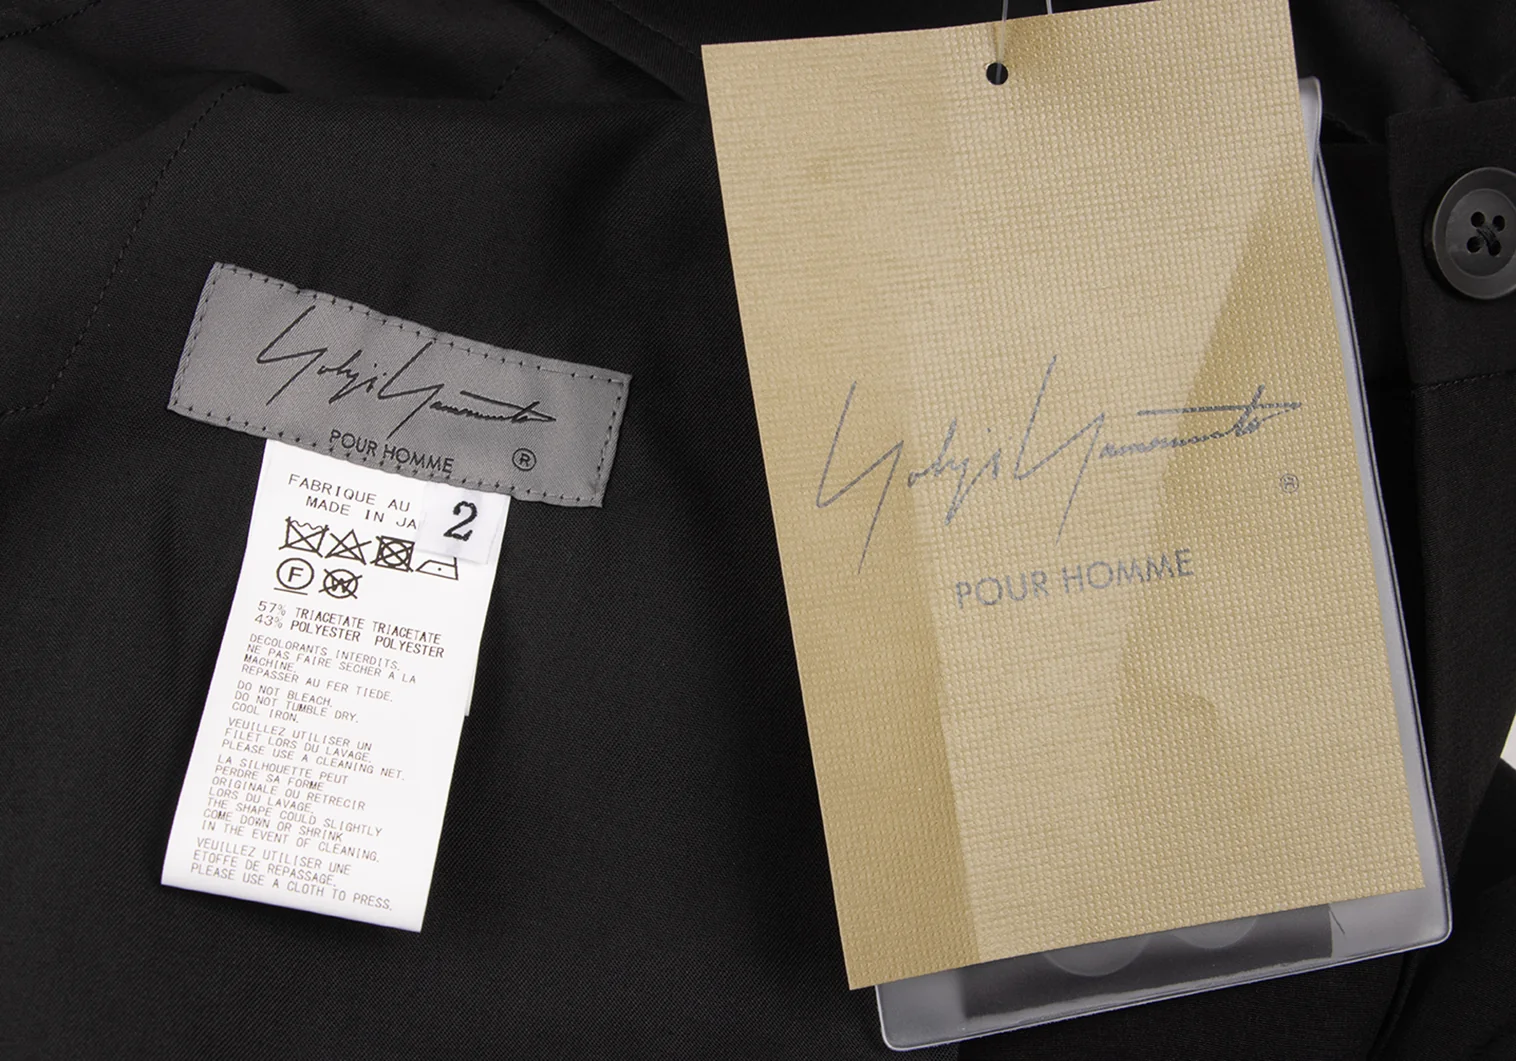 Yohji Yamamoto
POUR HOMME ®
FABRIQUE AU
MADE IN JA
2
F
W
57% TRIACETATE TRIACETATE
43% POLYESTER POLYESTER
DECOLORANTS INTERDITS.
NE PAS FAIRE SECHER A LA
MACHINE.
REPASSER AU FER TIEDE.
DO NOT BLEACH.
DO NOT TUMBLE DRY.
COOL IRON.
VEUILLEZ UTILISER UN
FILET LORS DU LAVAGE.
PLEASE USE A CLEANING NET.
LA SILHOUETTE PEUT
PERDRE SA FORME
ORIGINALE OU RETRECIR
LORS DU LAVAGE.
THE SHAPE COULD SLIGHTLY
COME DOWN OR SHRINK
IN THE EVENT OF CLEANING.
VEUILLEZ UTILISER UNE
ETOFFE DE REPASSAGE.
PLEASE USE A CLOTH TO PRESS.
Yohji Yamamoto
®
POUR HOMME